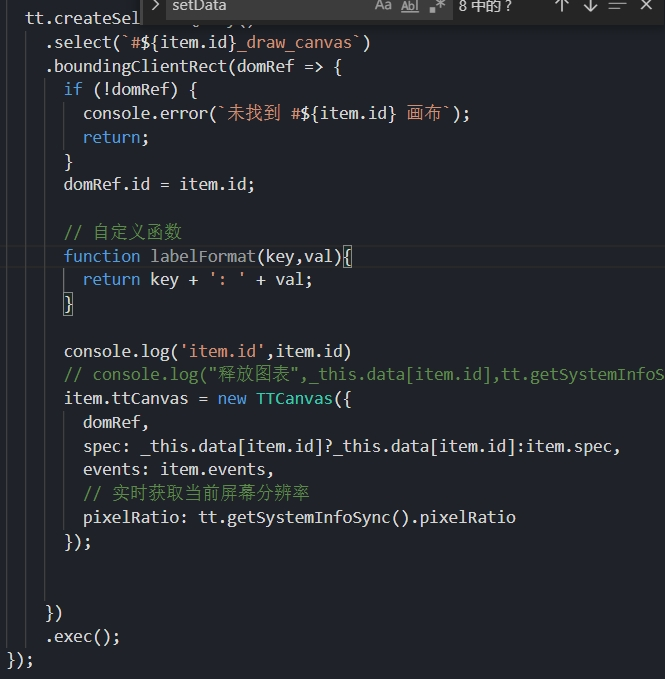 setData Aa Abl .* 8 中的 ?
tt.createSel
.select(`#${item.id}_draw_canvas`)
.boundingClientRect(domRef => {
if (!domRef) {
console.error(`未找到 #${item.id} 画布`);
return;
}
domRef.id = item.id;
// 自定义函数
function labelFormat(key,val){
return key + ': ' + val;
}
console.log('item.id',item.id)
// console.log("释放图表",_this.data[item.id],tt.getSystemInfoS
item.ttCanvas = new TTCanvas({
domRef,
spec: _this.data[item.id]?_this.data[item.id]:item.spec,
events: item.events,
// 实时获取当前屏幕分辨率
pixelRatio: tt.getSystemInfoSync().pixelRatio
});
})
.exec();
});